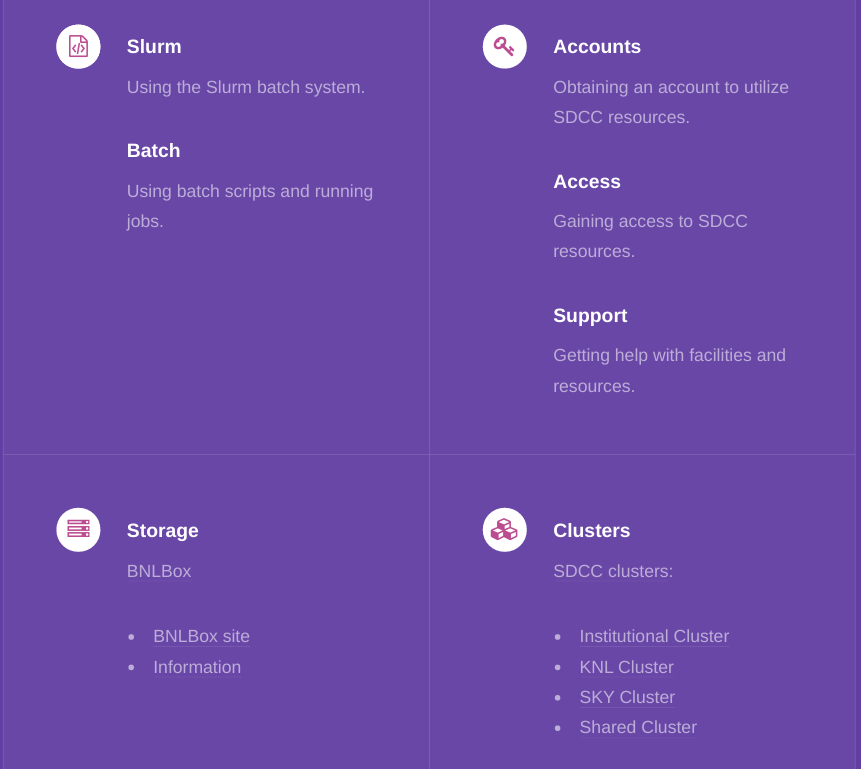 Slurm
Using the Slurm batch system.
Batch
Using batch scripts and running
jobs.
Accounts
Obtaining an account to utilize
SDCC resources.
Access
Gaining access to SDCC
resources.
Support
Getting help with facilities and
resources.
Storage
BNLBox
• BNLBox site
• Information
Clusters
SDCC clusters:
• Institutional Cluster
• KNL Cluster
• SKY Cluster
• Shared Cluster